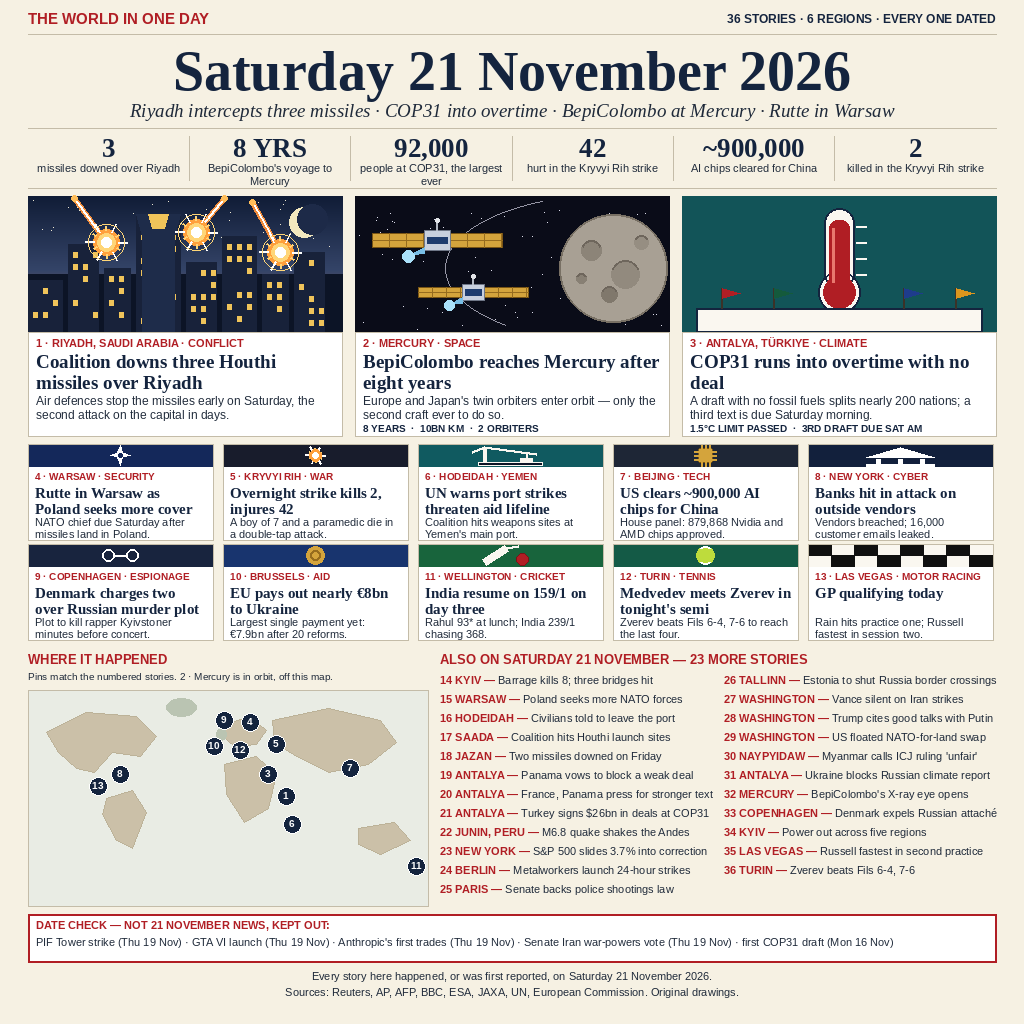 THE WORLD IN ONE DAY
36 STORIES · 6 REGIONS · EVERY ONE DATED
Saturday 21 November 2026
Riyadh intercepts three missiles · COP31 into overtime · BepiColombo at Mercury · Rutte in Warsaw
3
missiles downed over Riyadh
8 YRS
BepiColombo's voyage to
Mercury
92,000
people at COP31, the largest
ever
42
hurt in the Kryvyi Rih strike
~900,000
AI chips cleared for China
2
killed in the Kryvyi Rih strike
1 · RIYADH, SAUDI ARABIA · CONFLICT
Coalition downs three Houthi
missiles over Riyadh
Air defences stop the missiles early on Saturday, the
second attack on the capital in days.
2 · MERCURY · SPACE
BepiColombo reaches Mercury after
eight years
Europe and Japan's twin orbiters enter orbit — only the
second craft ever to do so.
8 YEARS · 10BN KM · 2 ORBITERS
3 · ANTALYA, TÜRKIYE · CLIMATE
COP31 runs into overtime with no
deal
A draft with no fossil fuels splits nearly 200 nations; a
third text is due Saturday morning.
1.5°C LIMIT PASSED · 3RD DRAFT DUE SAT AM
4 · WARSAW · SECURITY
Rutte in Warsaw as
Poland seeks more cover
NATO chief due Saturday after
missiles land in Poland.
5 · KRYVYI RIH · WAR
Overnight strike kills 2,
injures 42
A boy of 7 and a paramedic die in
a double-tap attack.
6 · HODEIDAH · YEMEN
UN warns port strikes
threaten aid lifeline
Coalition hits weapons sites at
Yemen's main port.
7 · BEIJING · TECH
US clears ~900,000 AI
chips for China
House panel: 879,868 Nvidia and
AMD chips approved.
8 · NEW YORK · CYBER
Banks hit in attack on
outside vendors
Vendors breached; 16,000
customer emails leaked.
9 · COPENHAGEN · ESPIONAGE
Denmark charges two
over Russian murder plot
Plot to kill rapper Kyivstoner
minutes before concert.
10 · BRUSSELS · AID
EU pays out nearly €8bn
to Ukraine
Largest single payment yet:
€7.9bn after 20 reforms.
11 · WELLINGTON · CRICKET
India resume on 159/1 on
day three
Rahul 93* at lunch; India 239/1
chasing 368.
12 · TURIN · TENNIS
Medvedev meets Zverev in
tonight's semi
Zverev beats Fils 6-4, 7-6 to reach
the last four.
13 · LAS VEGAS · MOTOR RACING
GP qualifying today
Rain hits practice one; Russell
fastest in session two.
WHERE IT HAPPENED
Pins match the numbered stories. 2 · Mercury is in orbit, off this map.
9
4
10
12
5
8
13
3
7
1
6
11
ALSO ON SATURDAY 21 NOVEMBER — 23 MORE STORIES
14 KYIV — Barrage kills 8; three bridges hit
15 WARSAW — Poland seeks more NATO forces
16 HODEIDAH — Civilians told to leave the port
17 SAADA — Coalition hits Houthi launch sites
18 JAZAN — Two missiles downed on Friday
19 ANTALYA — Panama vows to block a weak deal
20 ANTALYA — France, Panama press for stronger text
21 ANTALYA — Turkey signs $26bn in deals at COP31
22 JUNIN, PERU — M6.8 quake shakes the Andes
23 NEW YORK — S&P 500 slides 3.7% into correction
24 BERLIN — Metalworkers launch 24-hour strikes
25 PARIS — Senate backs police shootings law
26 TALLINN — Estonia to shut Russia border crossings
27 WASHINGTON — Vance silent on Iran strikes
28 WASHINGTON — Trump cites good talks with Putin
29 WASHINGTON — US floated NATO-for-land swap
30 NAYPYIDAW — Myanmar calls ICJ ruling 'unfair'
31 ANTALYA — Ukraine blocks Russian climate report
32 MERCURY — BepiColombo's X-ray eye opens
33 COPENHAGEN — Denmark expels Russian attaché
34 KYIV — Power out across five regions
35 LAS VEGAS — Russell fastest in second practice
36 TURIN — Zverev beats Fils 6-4, 7-6
DATE CHECK — NOT 21 NOVEMBER NEWS, KEPT OUT:
PIF Tower strike (Thu 19 Nov) · GTA VI launch (Thu 19 Nov) · Anthropic's first trades (Thu 19 Nov) · Senate Iran war-powers vote (Thu 19 Nov) · first COP31 draft (Mon 16 Nov)
Every story here happened, or was first reported, on Saturday 21 November 2026.
Sources: Reuters, AP, AFP, BBC, ESA, JAXA, UN, European Commission. Original drawings.